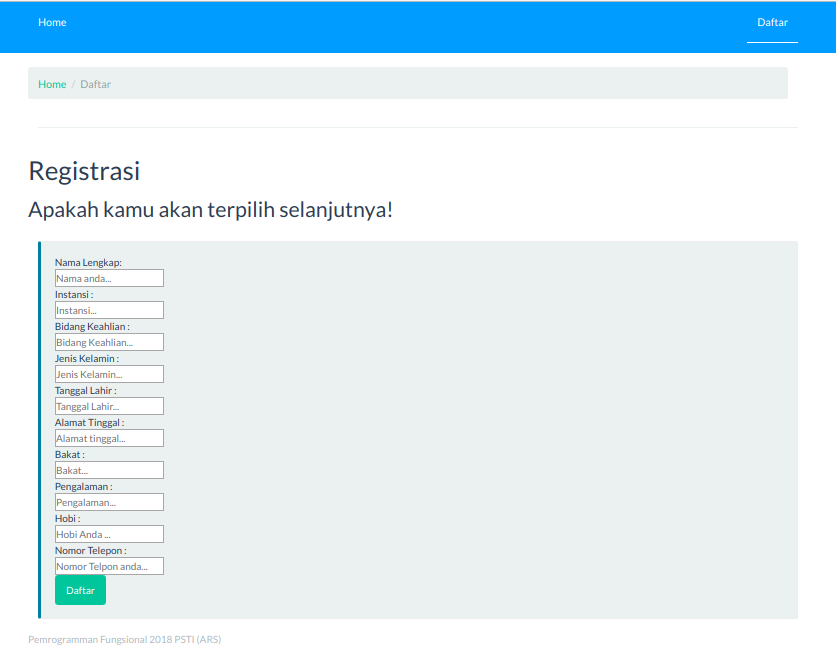 Home Daftar
Home / Daftar
Registrasi
Apakah kamu akan terpilih selanjutnya!
Nama Lengkap:
Nama anda...
Instansi :
Instansi...
Bidang Keahlian :
Bidang Keahlian...
Jenis Kelamin :
Jenis Kelamin...
Tanggal Lahir :
Tanggal Lahir...
Alamat Tinggal :
Alamat tinggal...
Bakat :
Bakat...
Pengalaman :
Pengalaman...
Hobi :
Hobi Anda ...
Nomor Telepon :
Nomor Telpon anda...
Daftar
Pemrogramman Fungsional 2018 PSTI (ARS)